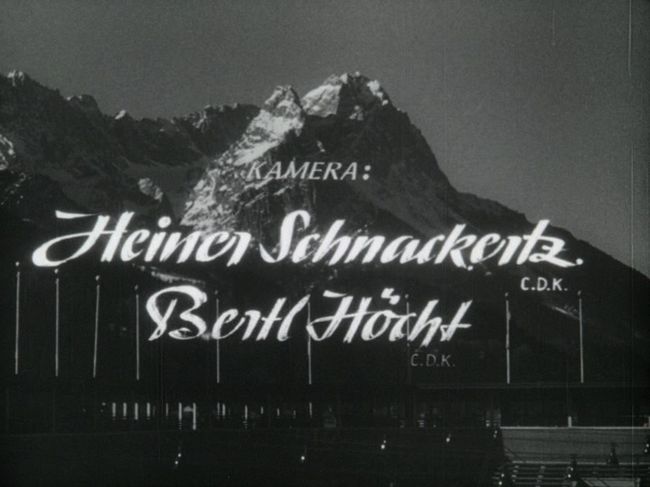 KAMERA:
Heiner Schnackertz
C.D.K.
Bertl Höcht
C.D.K.